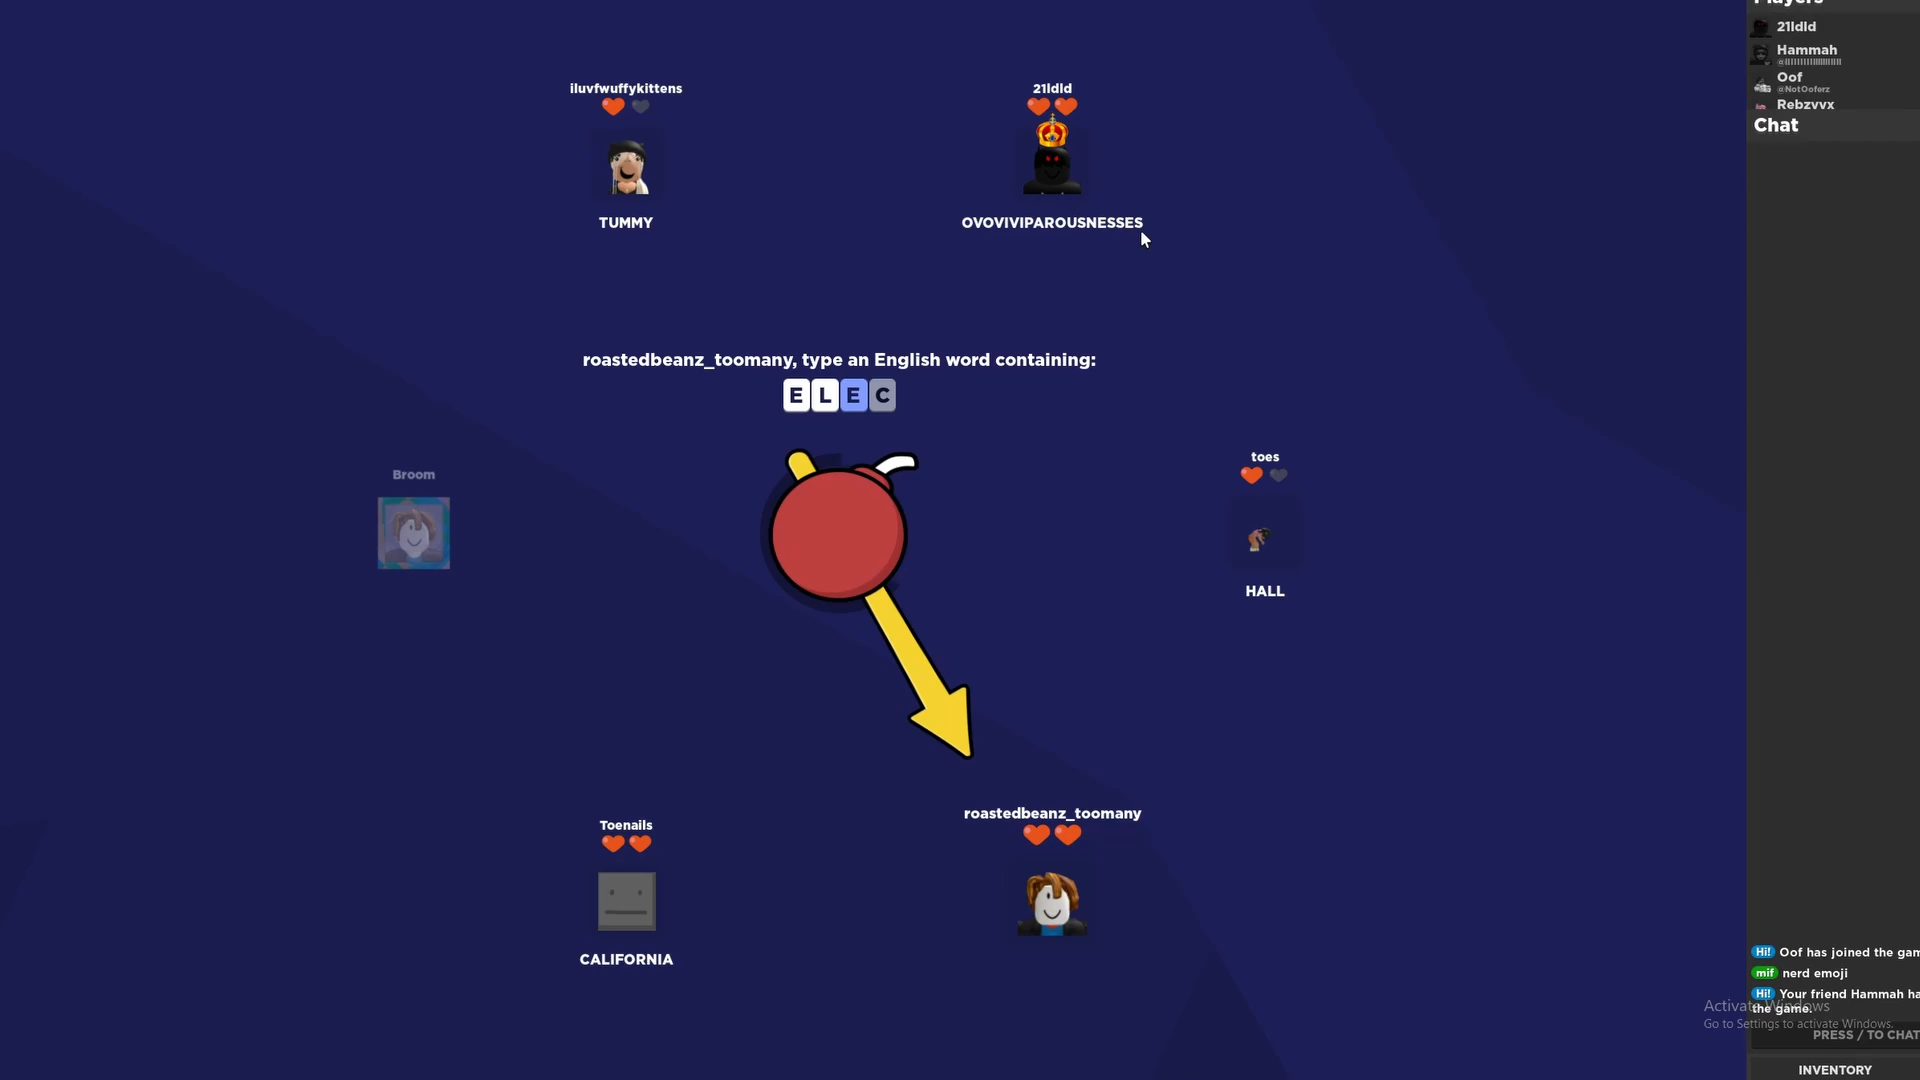 Players
21ldld
Hammah
Oof
@NotOoferz
Rebzvvx
Chat
iluvfwuffykittens
21ldld
TUMMY
OVOVIVIPAROUSNESSES
roastedbeanz_toomany, type an English word containing:
E L E C
Broom
toes
HALL
roastedbeanz_toomany
Toenails
CALIFORNIA
Hi! Oof has joined the gam
mif nerd emoji
Hi! Your friend Hammah ha
the game.
Activate Windows
Go to Settings to activate Windows.
PRESS / TO CHAT
INVENTORY